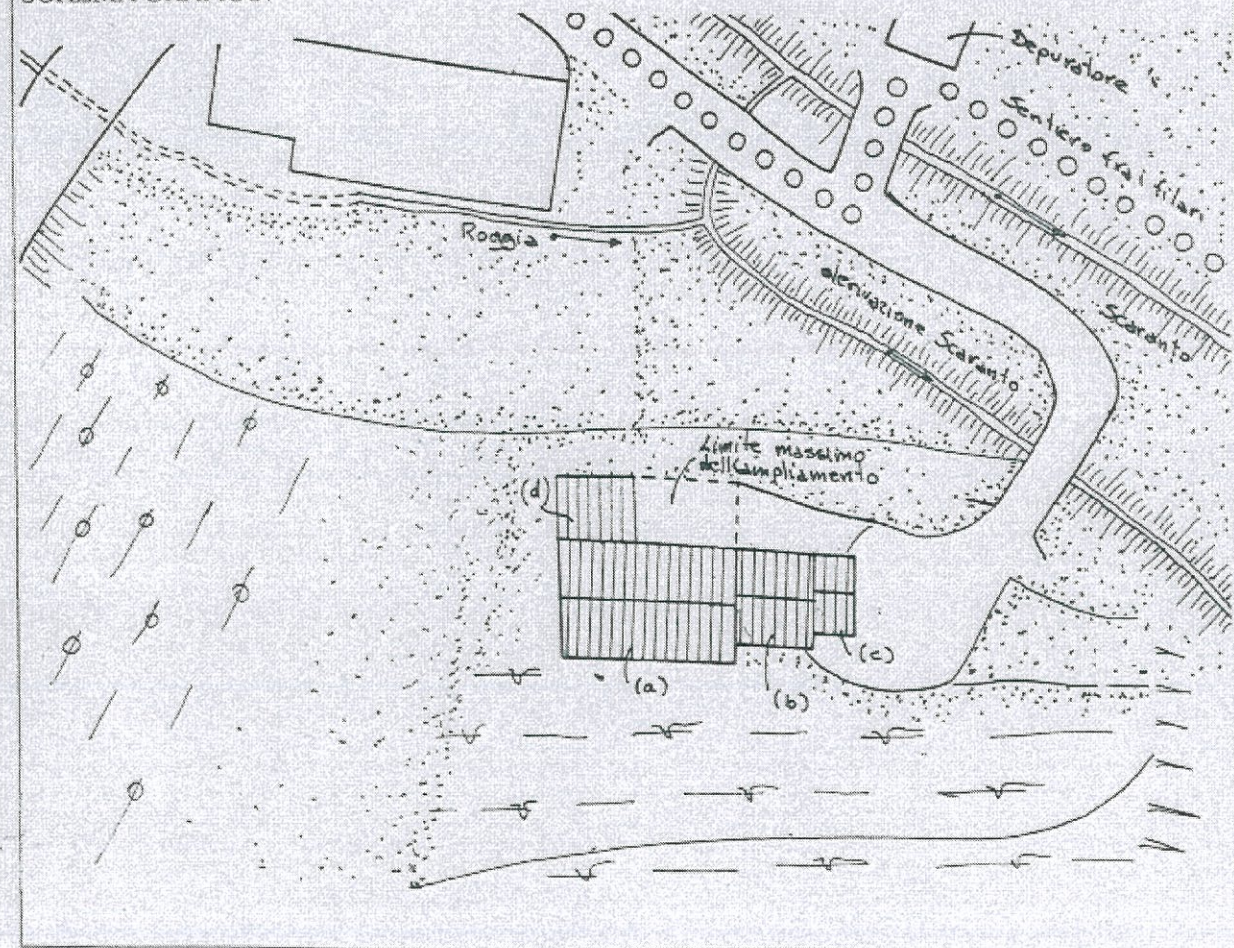 Depuratore
Sentiero fra i filari
Roggia
derivazione Scaranto
Scaranto
Limite massimo
dell'ampliamento
(d)
(a)
(b)
(c)